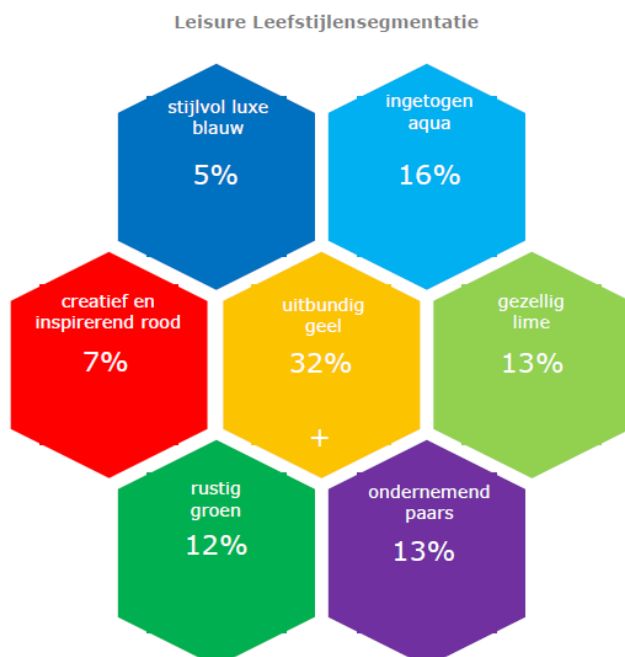 Leisure Leefstijlensegmentatie
stijlvol luxe
blauw
5%
ingetogen
aqua
16%
creatief en
inspirerend rood
7%
uitbundig
geel
32%
+
gezellig
lime
13%
rustig
groen
12%
ondernemend
paars
13%